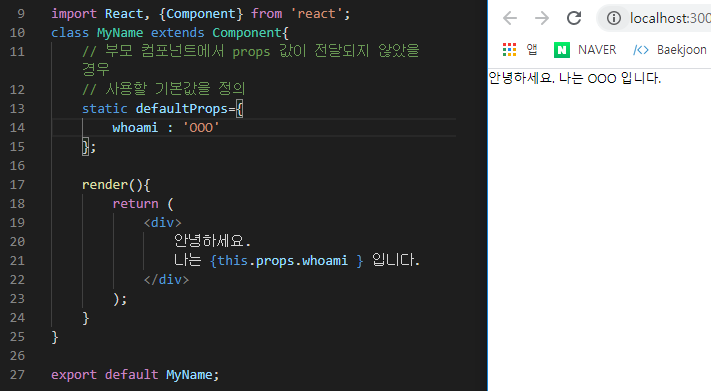 9 import React, {Component} from 'react';
10 class MyName extends Component{
11 // 부모 컴포넌트에서 props 값이 전달되지 않았을
경우
12 // 사용할 기본값을 정의
13 static defaultProps={
14 whoami : 'OOO'
15 };
16
17 render(){
18 return (
19 <div>
20 안녕하세요.
21 나는 {this.props.whoami } 입니다.
22 </div>
23 );
24 }
25 }
26
27 export default MyName;
localhost:300
앱 NAVER Baekjoon
안녕하세요. 나는 OOO 입니다.